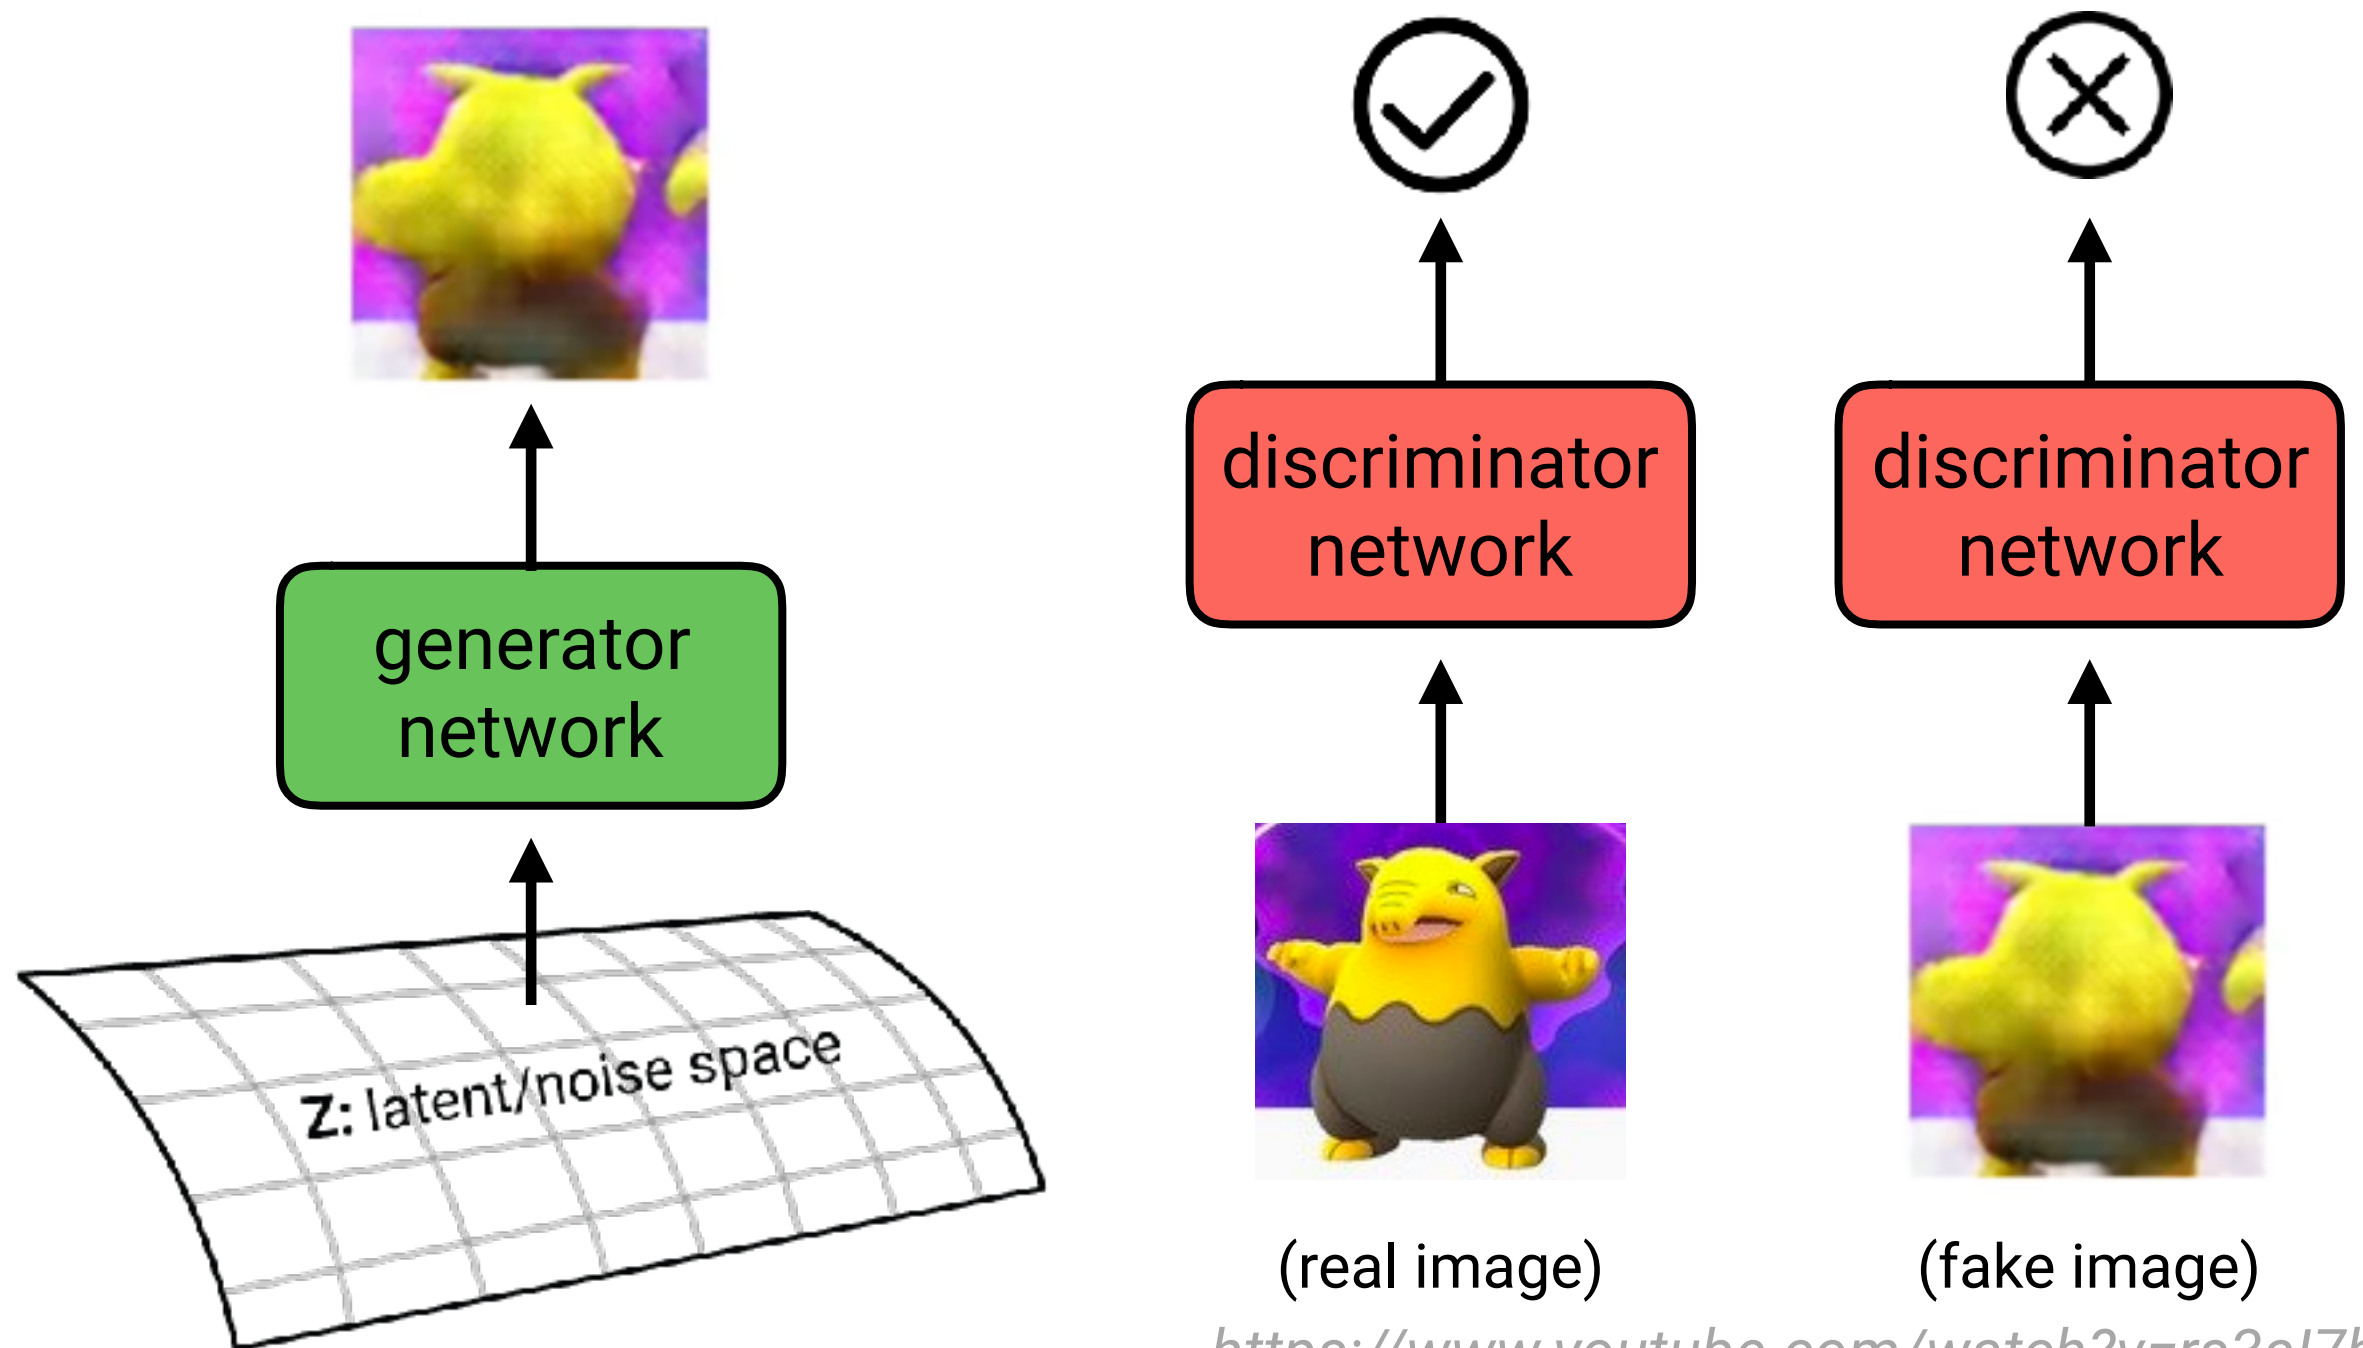 generator
network
Z: latent/noise space
discriminator
network
(real image)
discriminator
network
(fake image)